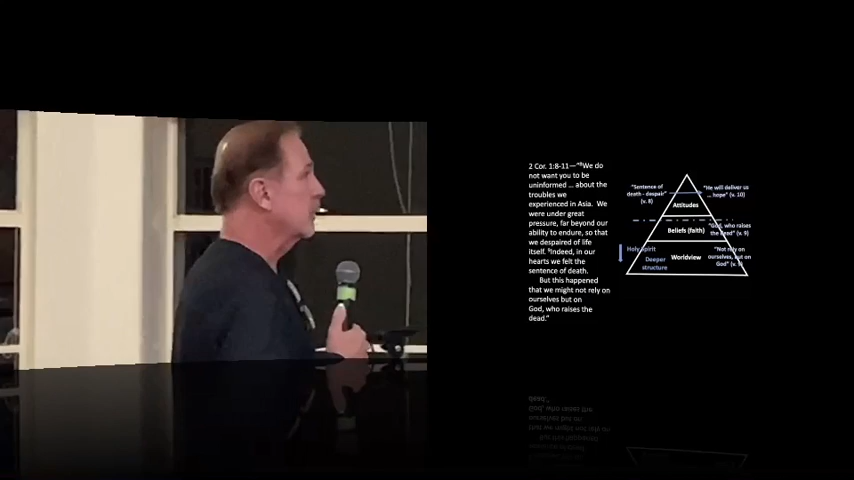 2 Cor. 1:8-11—"⁸We do
not want you to be
uninformed ... about the
troubles we
experienced in Asia. We
were under great
pressure, far beyond our
ability to endure, so that
we despaired of life
itself. ⁹Indeed, in our
hearts we felt the
sentence of death.
But this happened
that we might not rely on
ourselves but on
God, who raises the
dead."
"Sentence of
death - despair"
(v. 8)
"He will deliver us
... hope" (v. 10)
Attitudes
Beliefs (faith)
"God, who raises
the dead" (v. 9)
Holy Spirit
Deeper
structure
Worldview
"Not rely on
ourselves, but on
God" (v. 9)